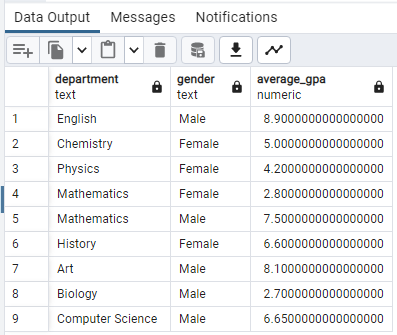 Data Output Messages Notifications
department gender average_gpa
text text numeric
1 English Male 8.9000000000000000
2 Chemistry Female 5.0000000000000000
3 Physics Female 4.2000000000000000
4 Mathematics Female 2.8000000000000000
5 Mathematics Male 7.5000000000000000
6 History Female 6.6000000000000000
7 Art Male 8.1000000000000000
8 Biology Male 2.7000000000000000
9 Computer Science Male 6.6500000000000000